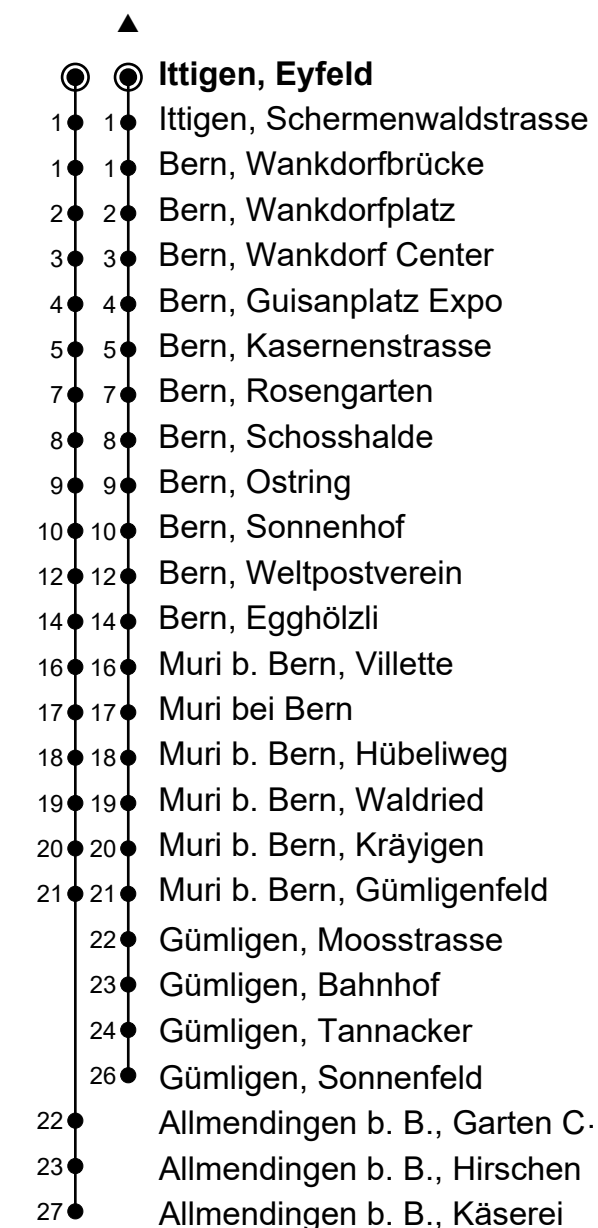 ▲
Ittigen, Eyfeld
1 1 Ittigen, Schermenwaldstrasse
1 1 Bern, Wankdorfbrücke
2 2 Bern, Wankdorfplatz
3 3 Bern, Wankdorf Center
4 4 Bern, Guisanplatz Expo
5 5 Bern, Kasernenstrasse
7 7 Bern, Rosengarten
8 8 Bern, Schosshalde
9 9 Bern, Ostring
10 10 Bern, Sonnenhof
12 12 Bern, Weltpostverein
14 14 Bern, Egghölzli
16 16 Muri b. Bern, Villette
17 17 Muri bei Bern
18 18 Muri b. Bern, Hübeliweg
19 19 Muri b. Bern, Waldried
20 20 Muri b. Bern, Kräyigen
21 21 Muri b. Bern, Gümligenfeld
22 Gümligen, Moosstrasse
23 Gümligen, Bahnhof
24 Gümligen, Tannacker
26 Gümligen, Sonnenfeld
22 Allmendingen b. B., Garten C
23 Allmendingen b. B., Hirschen
27 Allmendingen b. B., Käserei